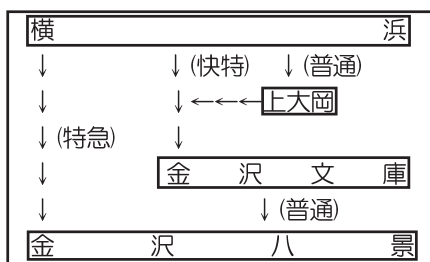 横浜
↓ ↓(快特) ↓(普通)
↓ ↓←←←上大岡
↓(特急) ↓
↓ 金沢文庫
↓ ↓(普通)
金沢八景